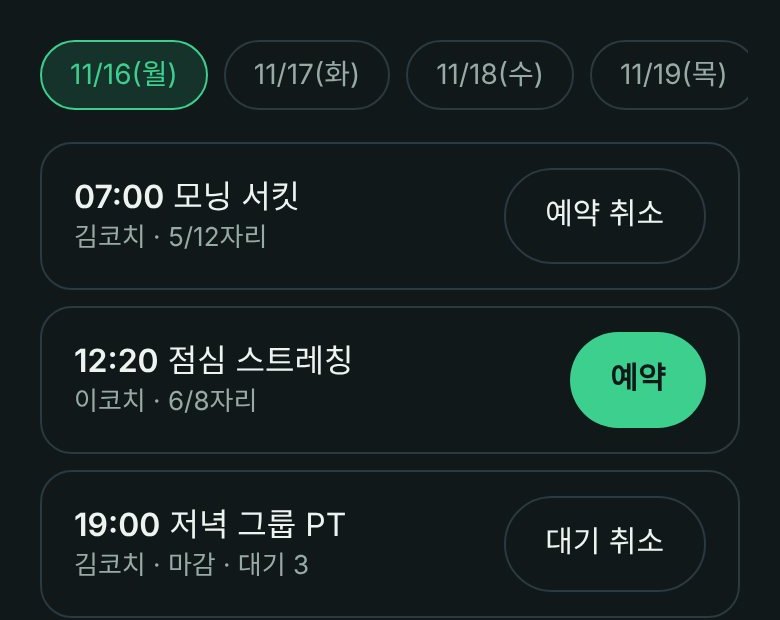 11/16(월) 11/17(화) 11/18(수) 11/19(목)
07:00 모닝 서킷
김코치 · 5/12자리
예약 취소
12:20 점심 스트레칭
이코치 · 6/8자리
예약
19:00 저녁 그룹 PT
김코치 · 마감 · 대기 3
대기 취소